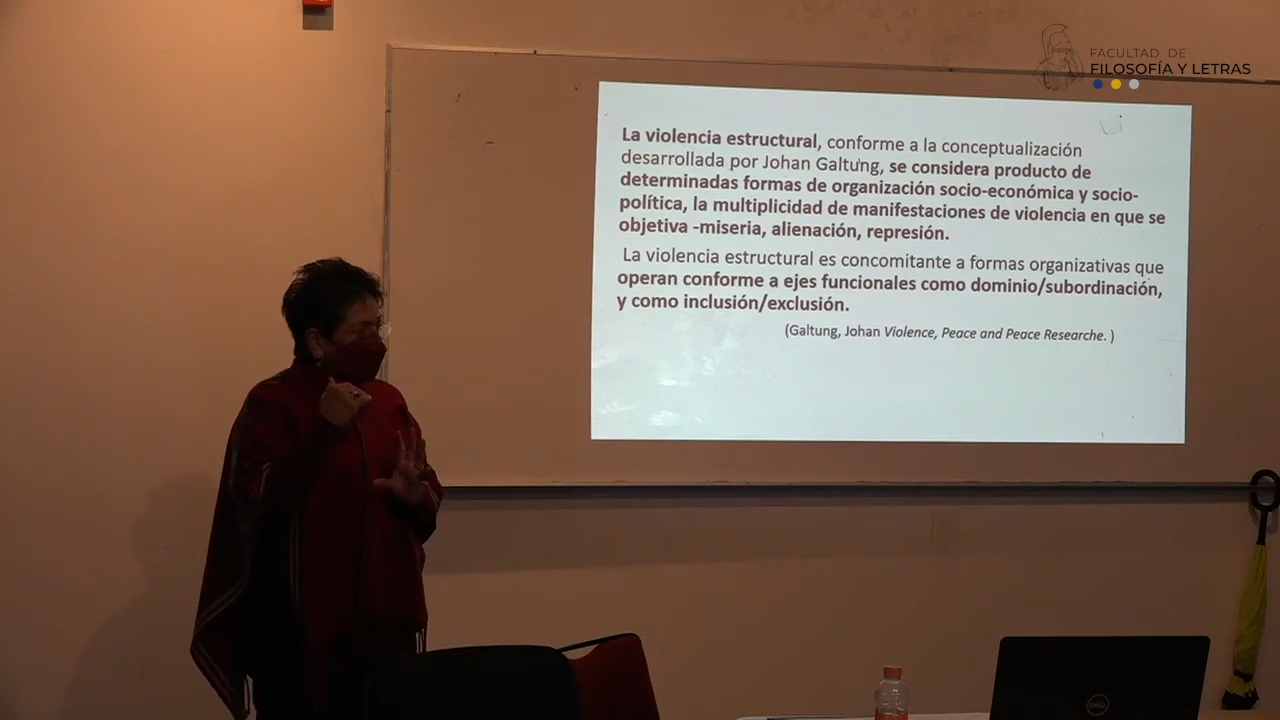 FACULTAD DE
FILOSOFÍA Y LETRAS
La violencia estructural, conforme a la conceptualización
desarrollada por Johan Galtung, se considera producto de
determinadas formas de organización socio-económica y socio-
política, la multiplicidad de manifestaciones de violencia en que se
objetiva -miseria, alienación, represión.
La violencia estructural es concomitante a formas organizativas que
operan conforme a ejes funcionales como dominio/subordinación,
y como inclusión/exclusión.
(Galtung, Johan Violence, Peace and Peace Researche. )
DELL